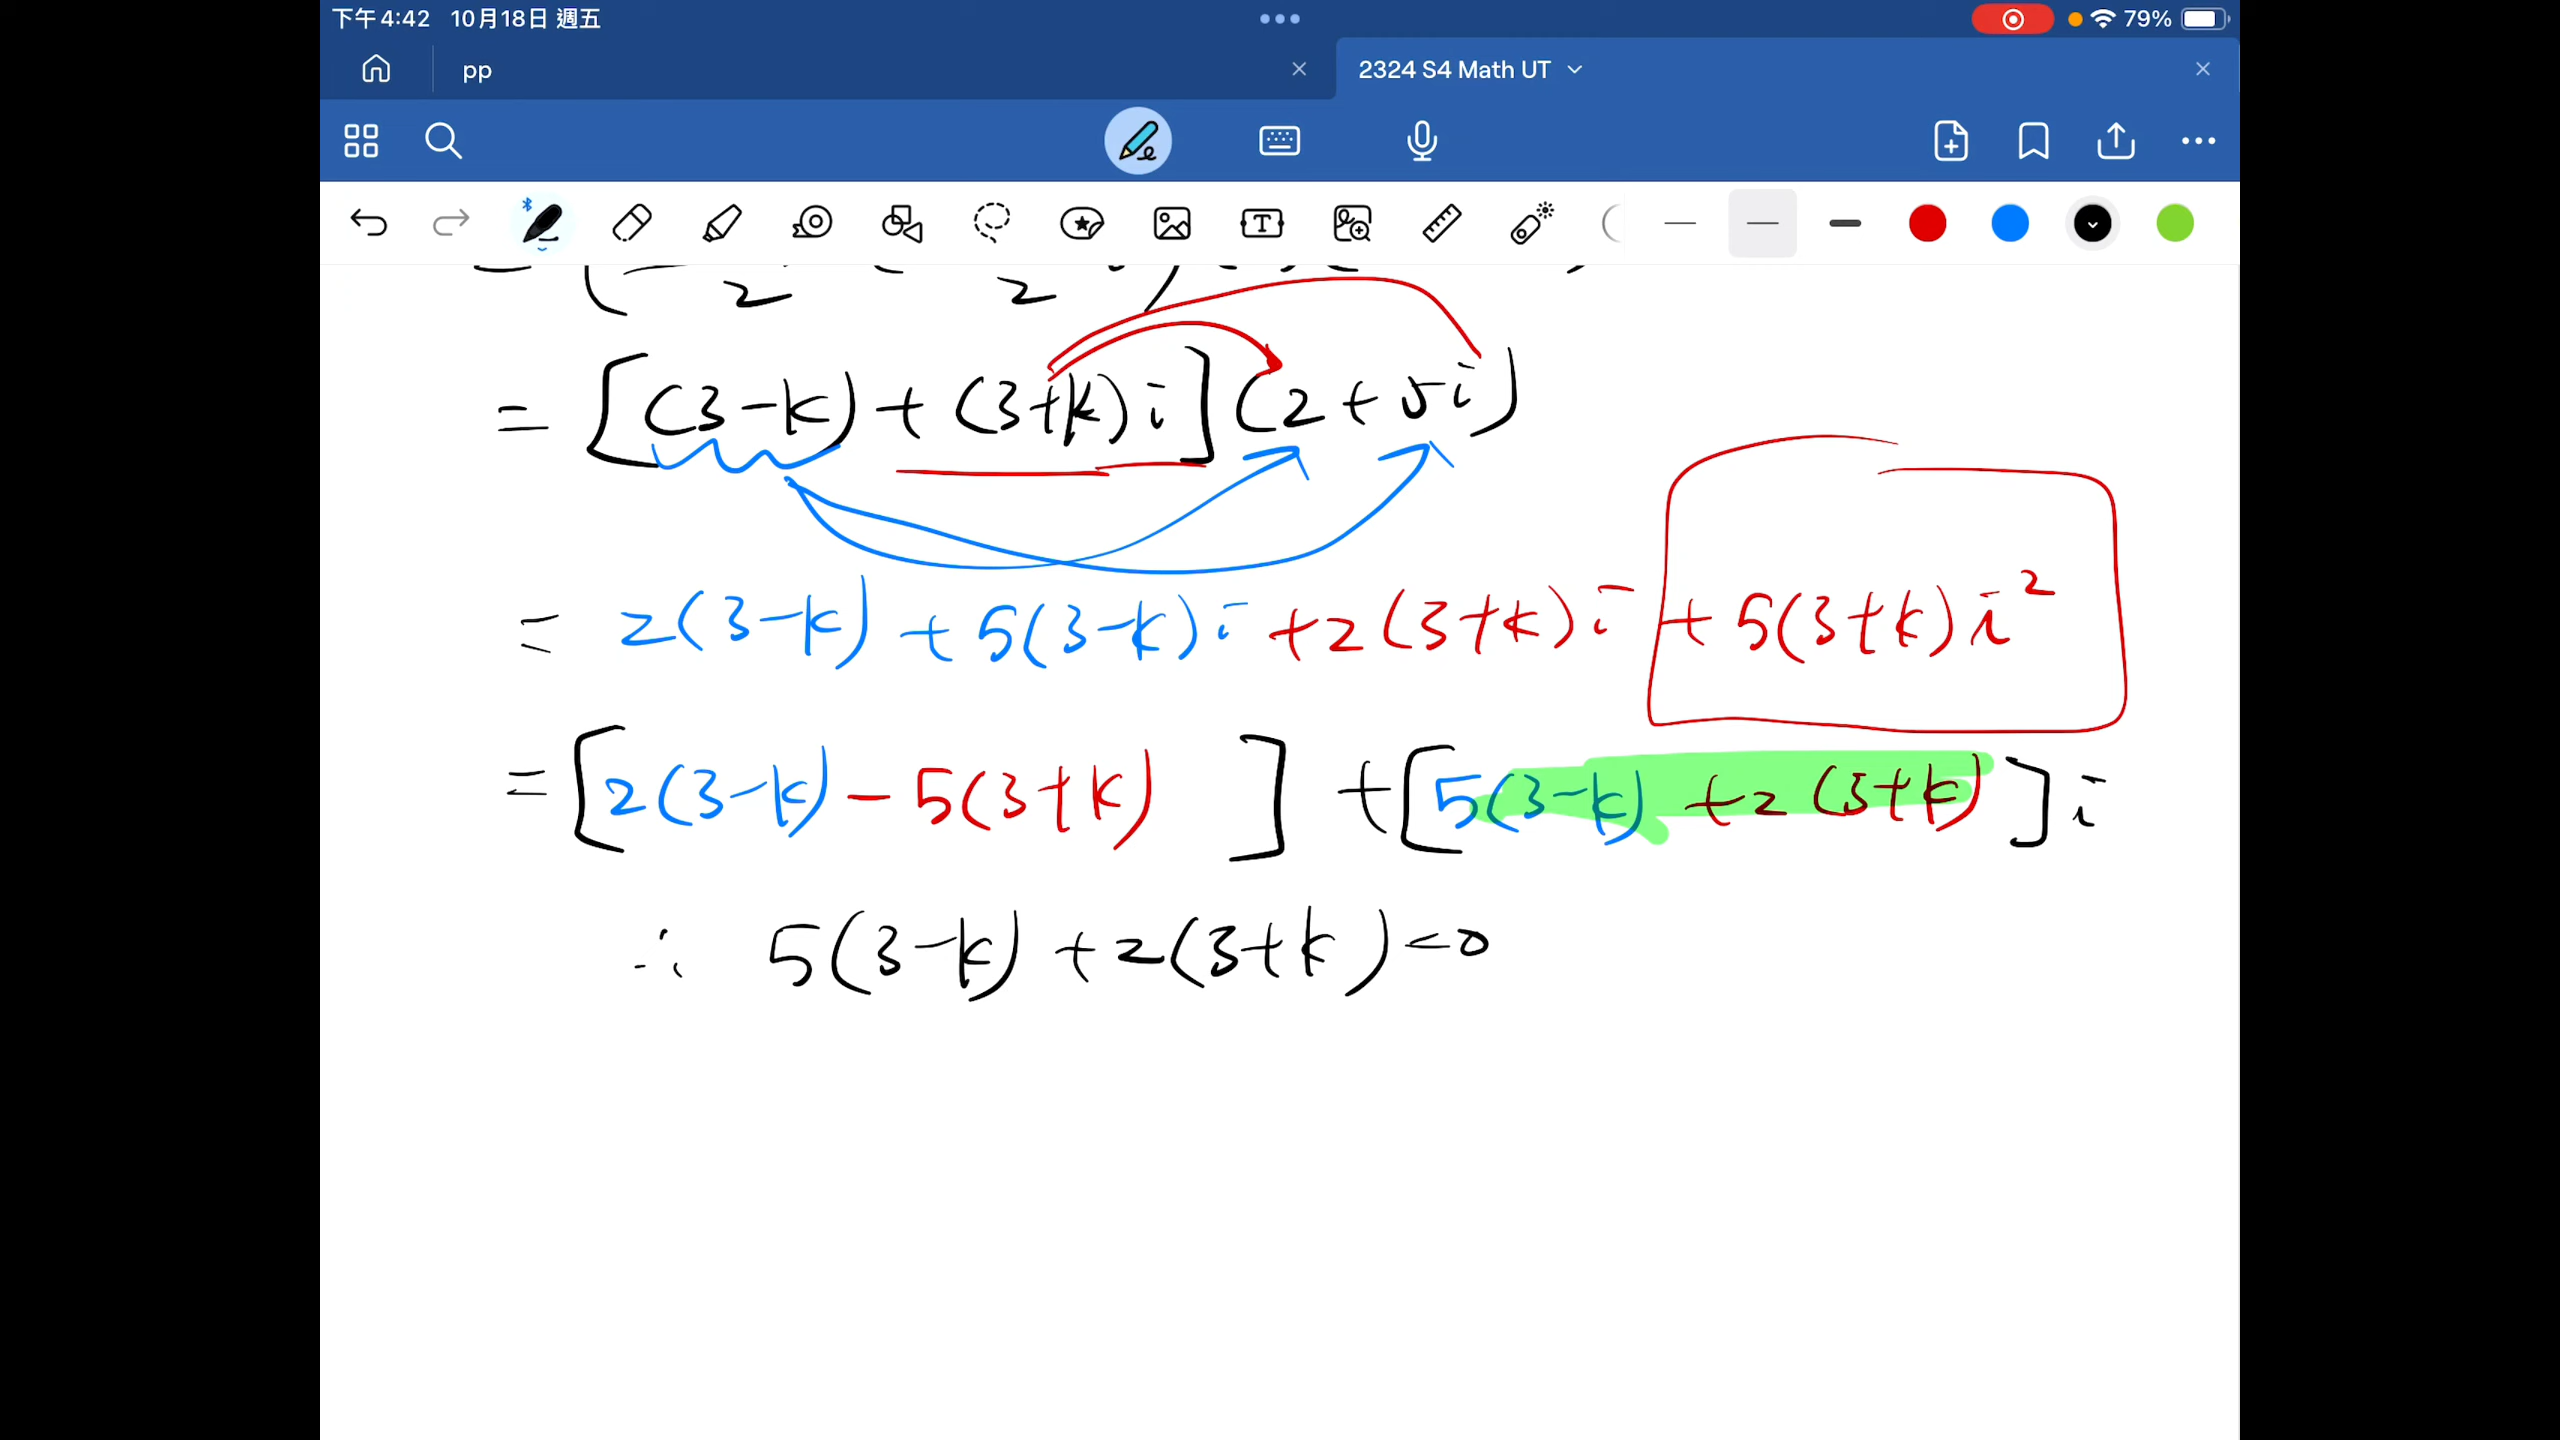 下午4:42 10月18日 週五 79%
pp 2324 S4 Math UT
2 2
= [(3-k) + (3+k)i](2+5i)
= 2(3-k) + 5(3-k)i + 2(3+k)i + 5(3+k)i²
= [2(3-k) - 5(3+k)] + [5(3-k) + 2(3+k)]i
∴ 5(3-k) + 2(3+k) = 0